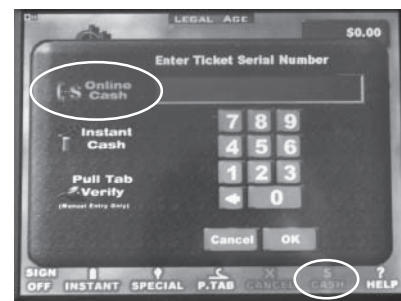 LEGAL AGE
$0.00
Enter Ticket Serial Number
Online
Cash
Instant
Cash
Pull Tab
Verify
(Manual Entry Only)
7 8 9
4 5 6
1 2 3
0
Cancel OK
SIGN OFF INSTANT SPECIAL P.TAB CANCEL CASH HELP
S ?